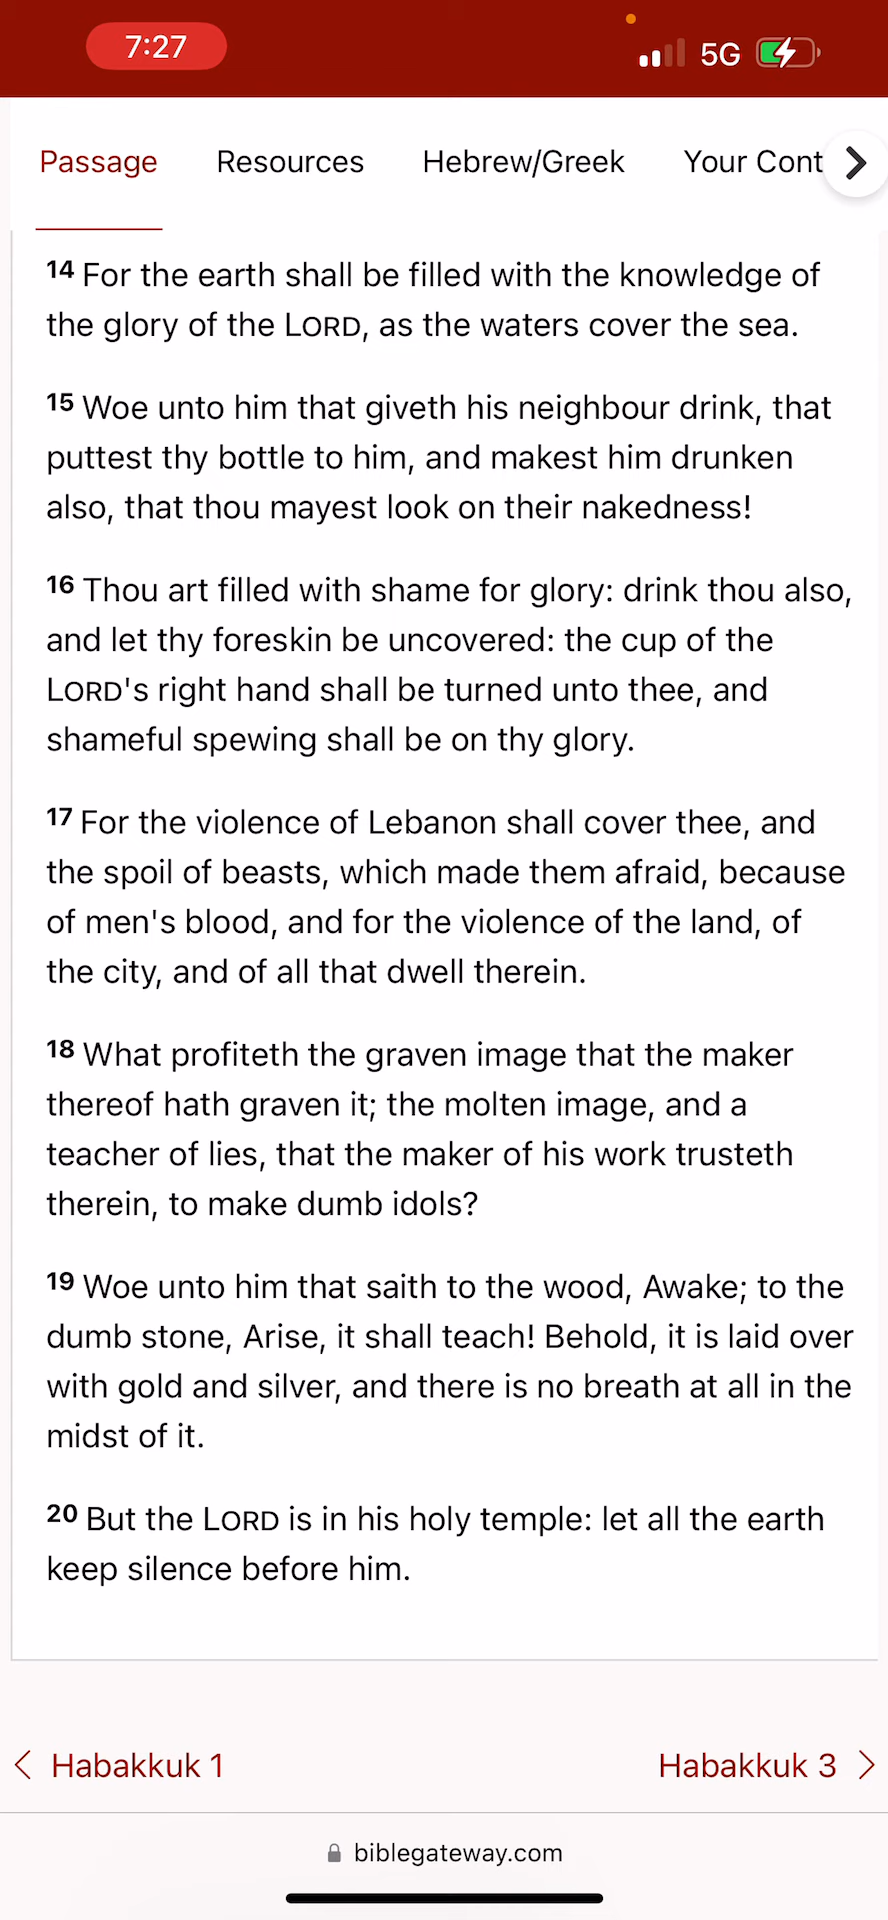 7:27
5G
Passage Resources Hebrew/Greek Your Cont
14 For the earth shall be filled with the knowledge of
the glory of the LORD, as the waters cover the sea.
15 Woe unto him that giveth his neighbour drink, that
puttest thy bottle to him, and makest him drunken
also, that thou mayest look on their nakedness!
16 Thou art filled with shame for glory: drink thou also,
and let thy foreskin be uncovered: the cup of the
LORD's right hand shall be turned unto thee, and
shameful spewing shall be on thy glory.
17 For the violence of Lebanon shall cover thee, and
the spoil of beasts, which made them afraid, because
of men's blood, and for the violence of the land, of
the city, and of all that dwell therein.
18 What profiteth the graven image that the maker
thereof hath graven it; the molten image, and a
teacher of lies, that the maker of his work trusteth
therein, to make dumb idols?
19 Woe unto him that saith to the wood, Awake; to the
dumb stone, Arise, it shall teach! Behold, it is laid over
with gold and silver, and there is no breath at all in the
midst of it.
20 But the LORD is in his holy temple: let all the earth
keep silence before him.
Habakkuk 1 Habakkuk 3
biblegateway.com